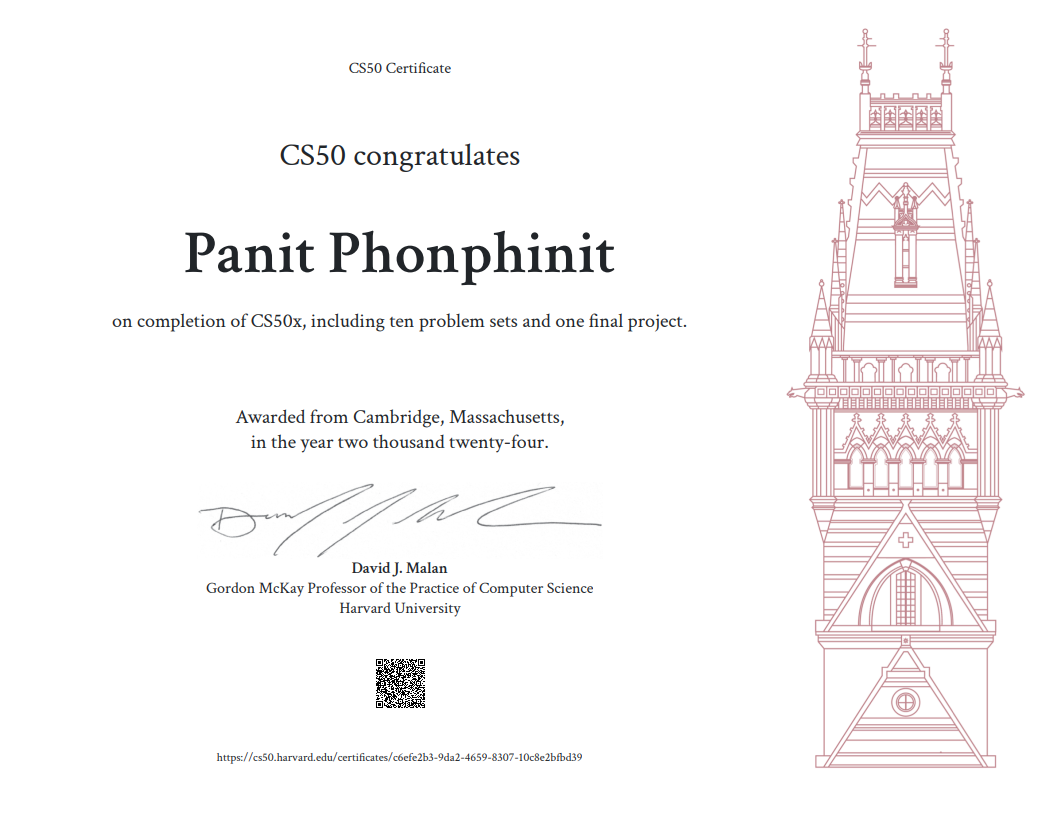 CS50 Certificate
CS50 congratulates
Panit Phonphinit
on completion of CS50x, including ten problem sets and one final project.
Awarded from Cambridge, Massachusetts,
in the year two thousand twenty-four.
David J. Malan
Gordon McKay Professor of the Practice of Computer Science
Harvard University
https://cs50.harvard.edu/certificates/c6efe2b3-9da2-4659-8307-10c8e2bfbd39